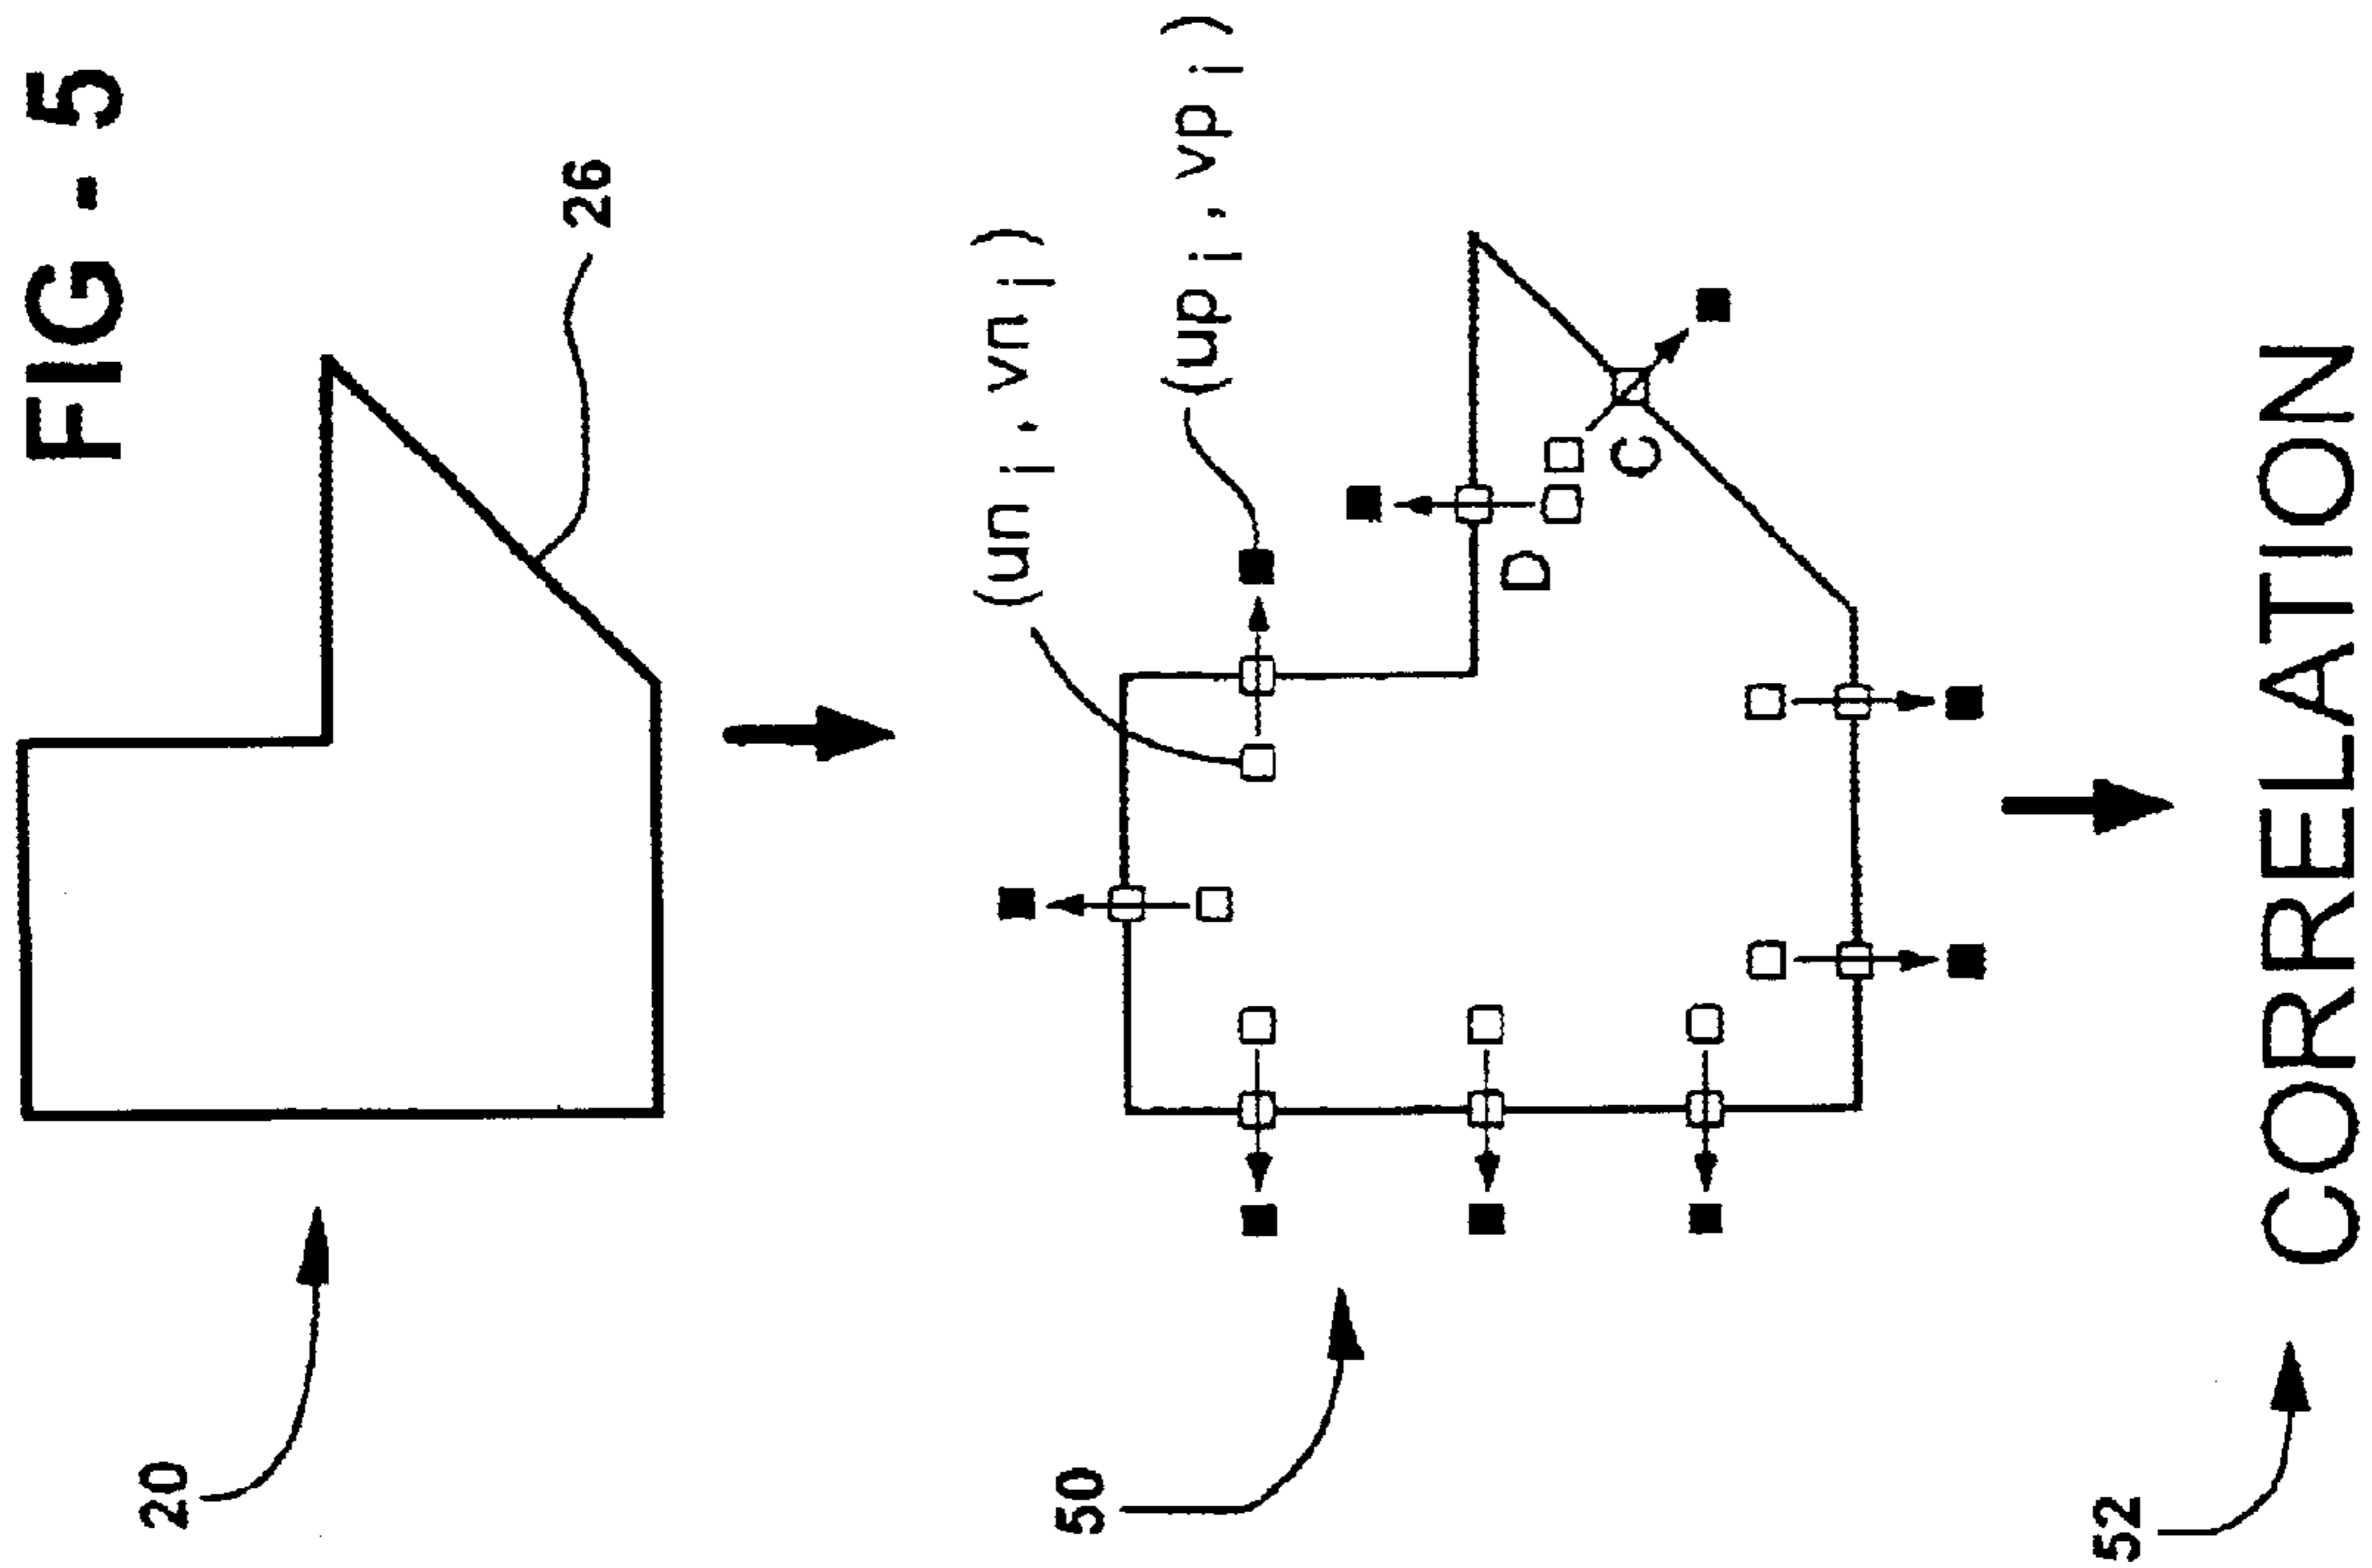 FIG - 5
20
26
50
(un i , vn i )
(up i , vp i )
D
C
52
CORRELATION